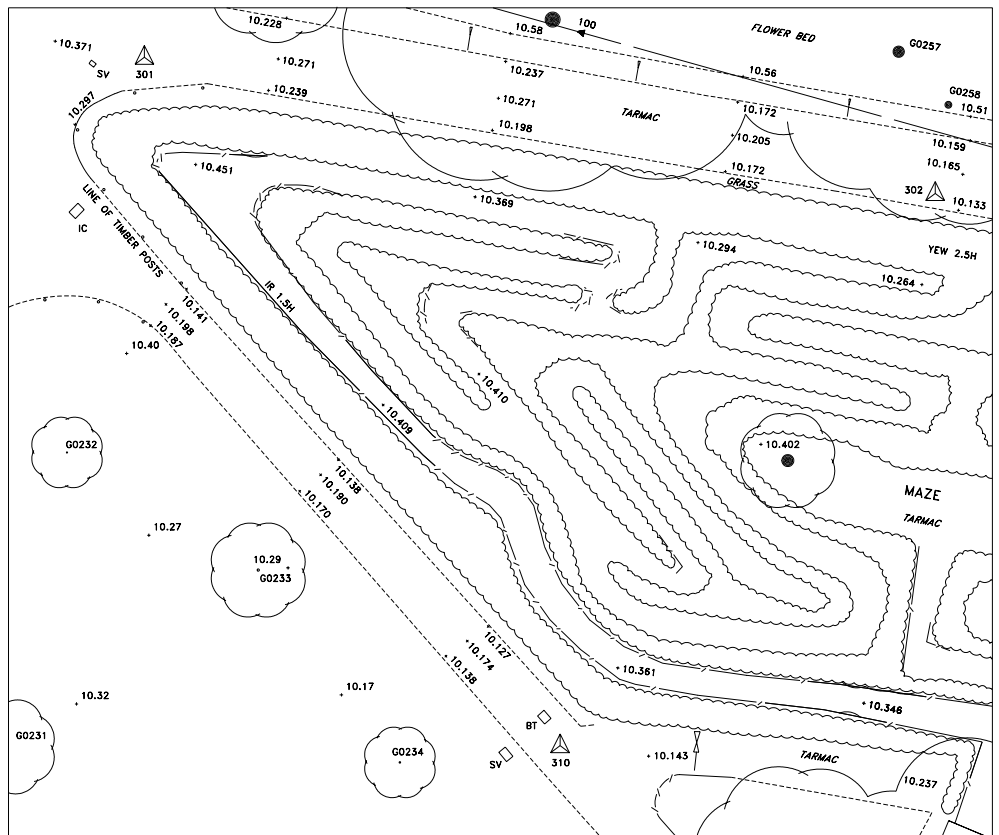 10.228
10.58
100
FLOWER BED
G0257
10.371
SV
301
10.271
10.237
10.56
G0258
10.51
10.297
10.239
10.271
TARMAC
10.172
10.198
10.205
10.159
10.165
10.451
10.172
GRASS
302
10.133
LINE OF TIMBER POSTS
IC
10.369
10.294
YEW 2.5H
10.264
IR 1.5H
10.141
10.198
10.187
10.40
10.410
10.409
G0232
10.402
10.138
10.190
10.170
MAZE
TARMAC
10.27
10.29
G0233
10.127
10.174
10.138
10.361
10.32
10.17
10.346
G0231
BT
G0234
SV
310
10.143
TARMAC
10.237